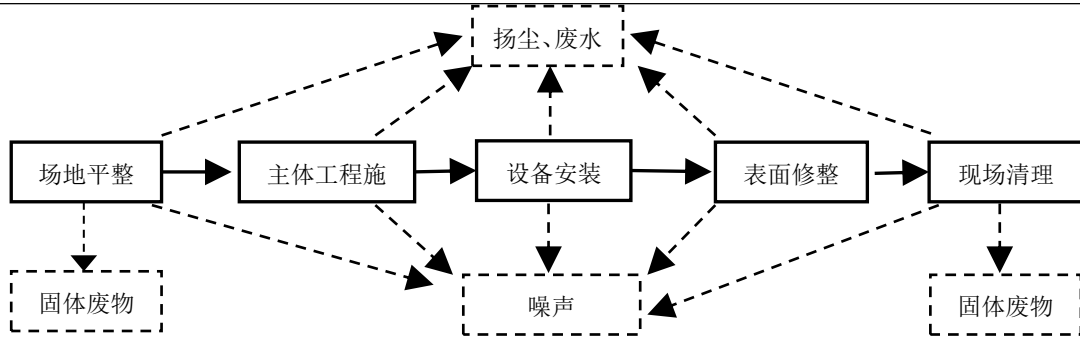 扬尘、废水
场地平整
主体工程施
设备安装
表面修整
现场清理
固体废物
噪声
固体废物